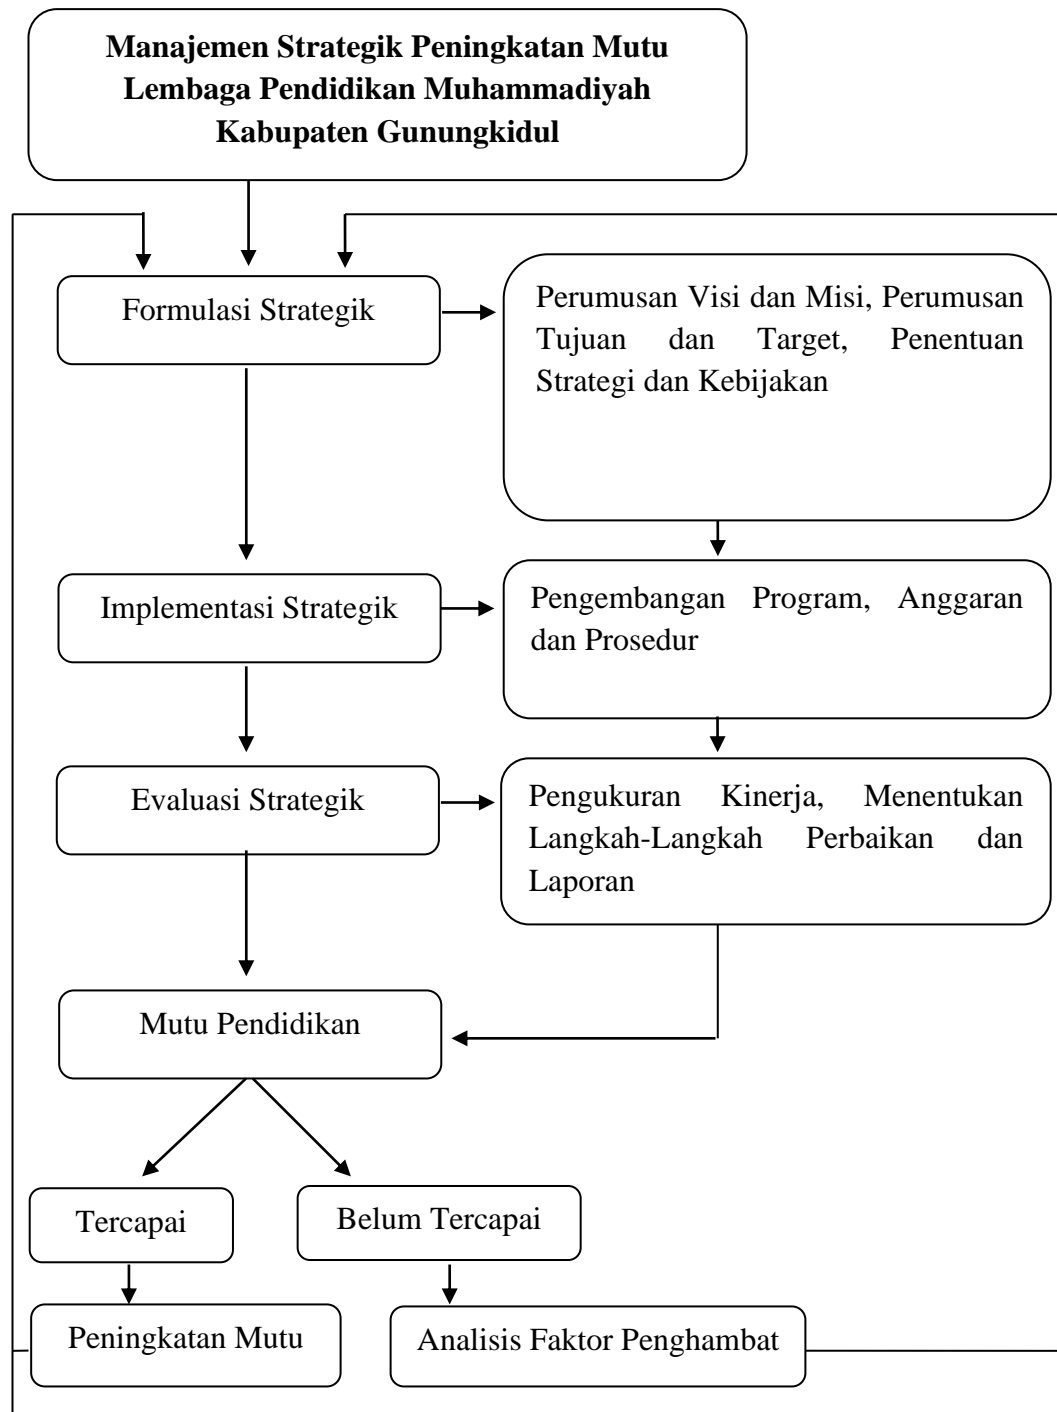 Manajemen Strategik Peningkatan Mutu
Lembaga Pendidikan Muhammadiyah
Kabupaten Gunungkidul
Formulasi Strategik
Perumusan Visi dan Misi, Perumusan
Tujuan dan Target, Penentuan
Strategi dan Kebijakan
Implementasi Strategik
Pengembangan Program, Anggaran
dan Prosedur
Evaluasi Strategik
Pengukuran Kinerja, Menentukan
Langkah-Langkah Perbaikan dan
Laporan
Mutu Pendidikan
Tercapai
Belum Tercapai
Peningkatan Mutu
Analisis Faktor Penghambat